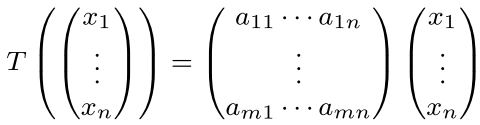 T \left( \begin{pmatrix} x_1 \\ \vdots \\ x_n \end{pmatrix} \right) = \begin{pmatrix} a_{11} \cdots a_{1n} \\ \vdots \\ a_{m1} \cdots a_{mn} \end{pmatrix} \begin{pmatrix} x_1 \\ \vdots \\ x_n \end{pmatrix}